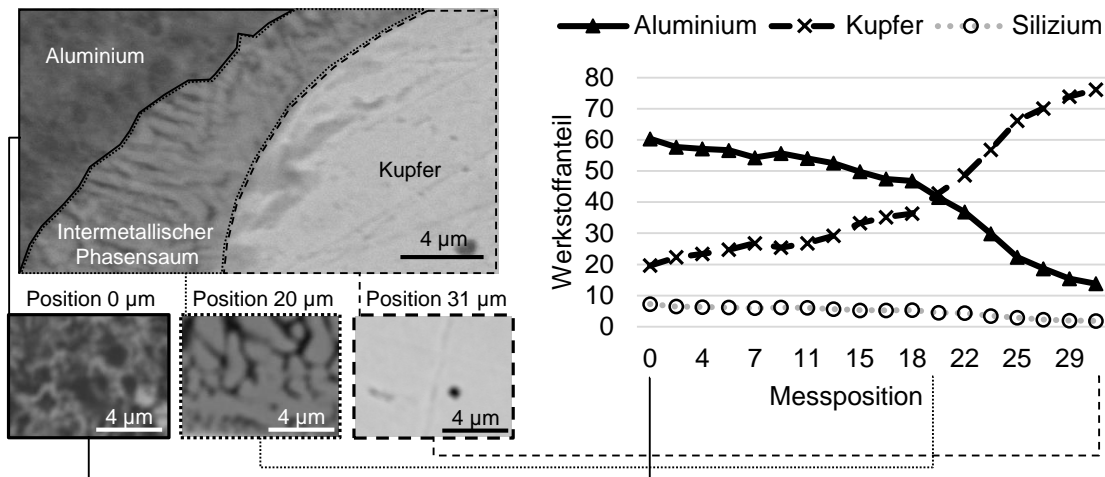 Aluminium
Intermetallischer
Phasensaum
Kupfer
4 µm
Position 0 µm
Position 20 µm
Position 31 µm
4 µm
4 µm
4 µm
Aluminium Kupfer Silizium
Werkstoffanteil
80
70
60
50
40
30
20
10
0
0 4 7 11 15 18 22 25 29
Messposition